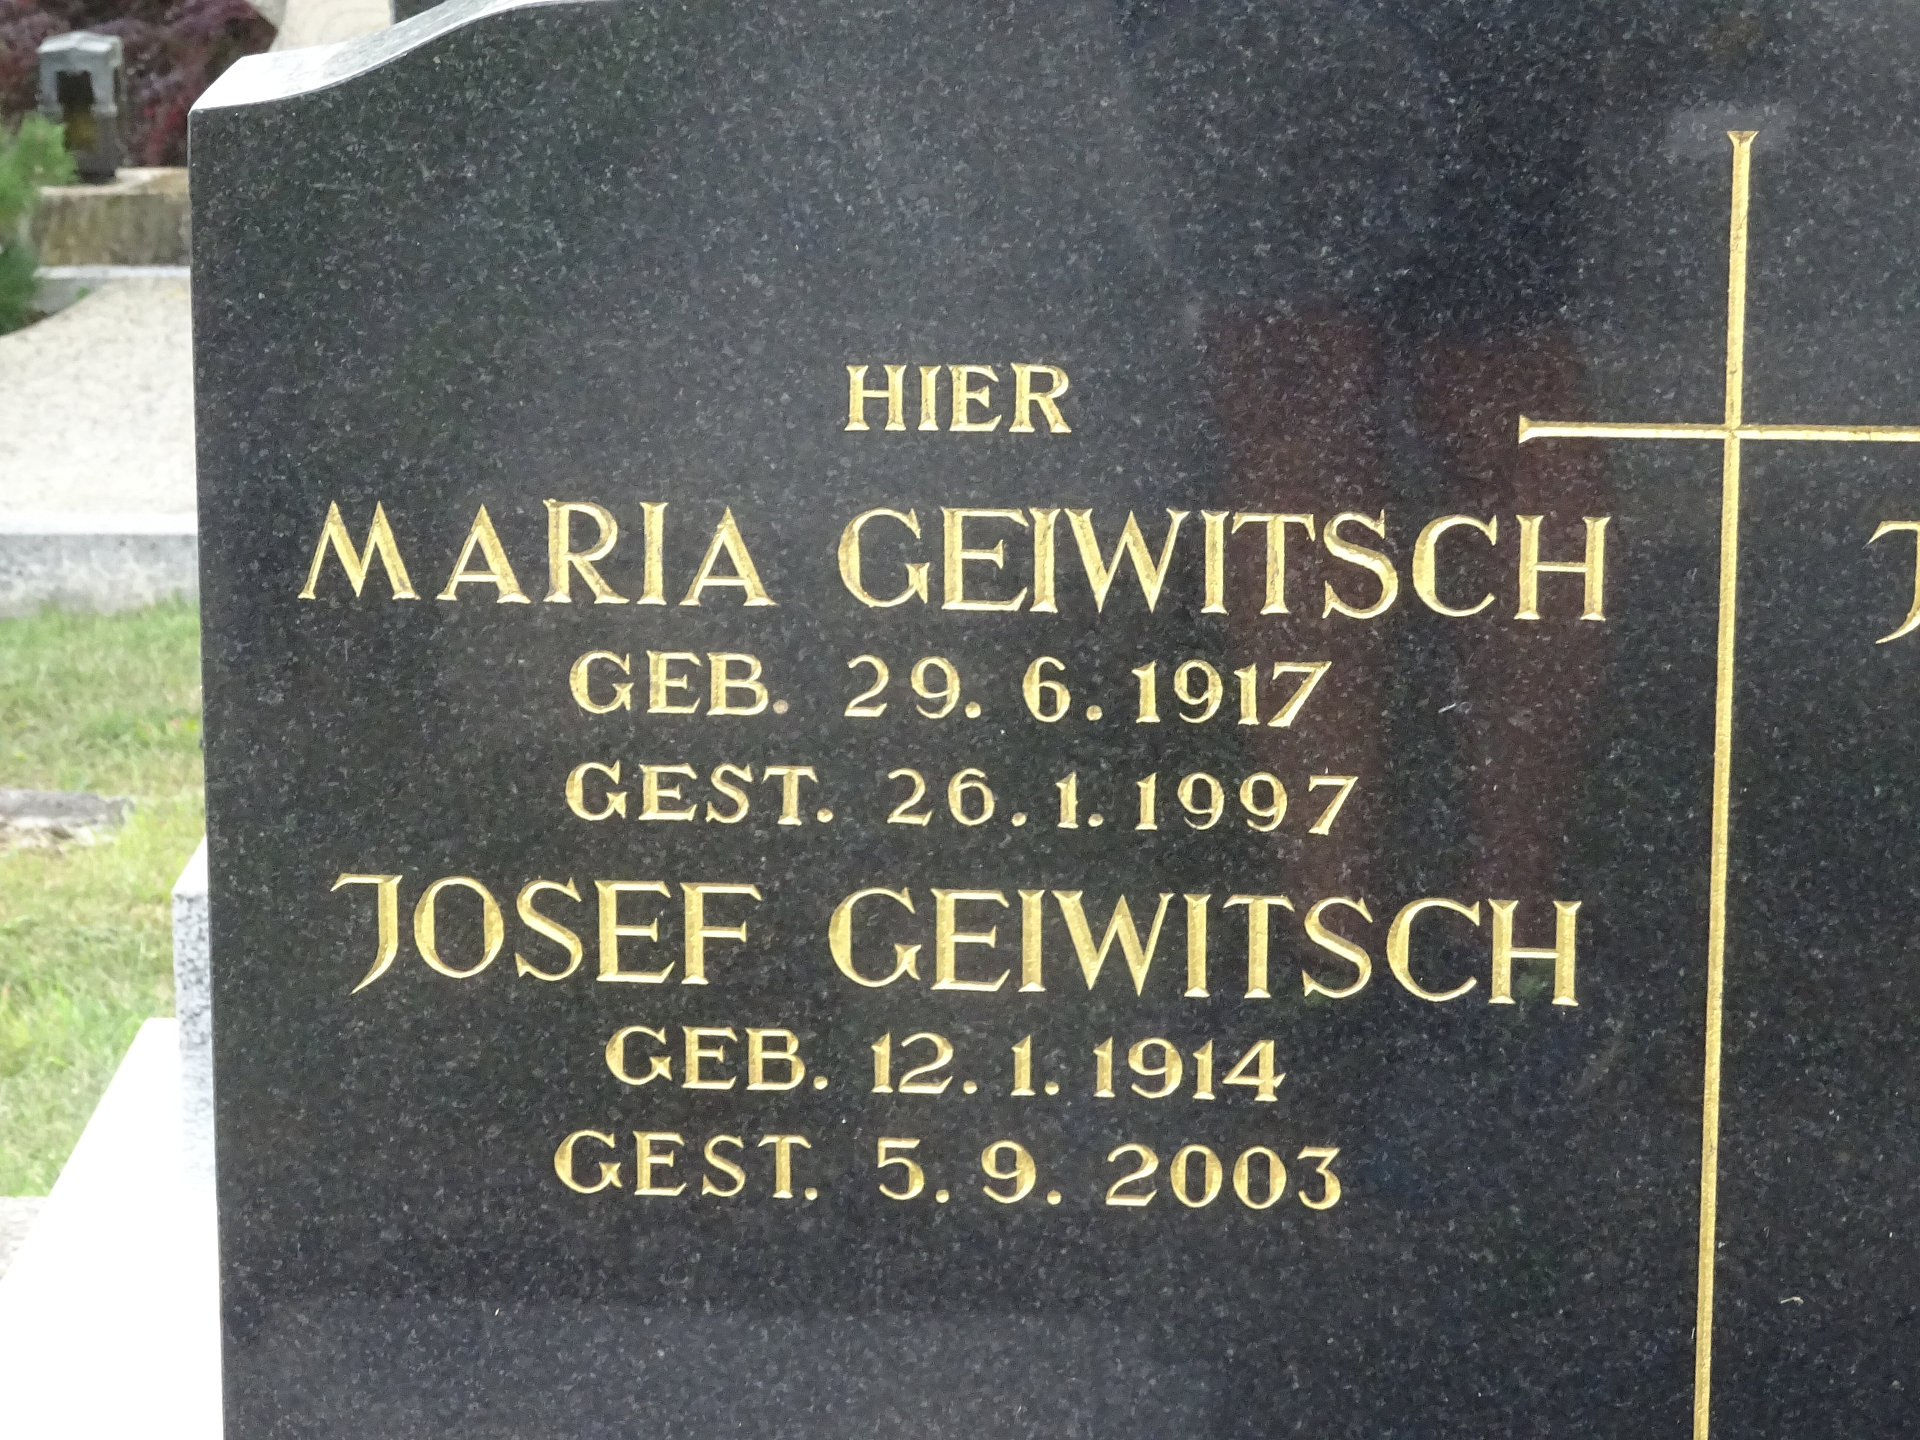 HIER
MARIA GEIWITSCH
GEB. 29. 6. 1917
GEST. 26. 1. 1997
JOSEF GEIWITSCH
GEB. 12. 1. 1914
GEST. 5. 9. 2003